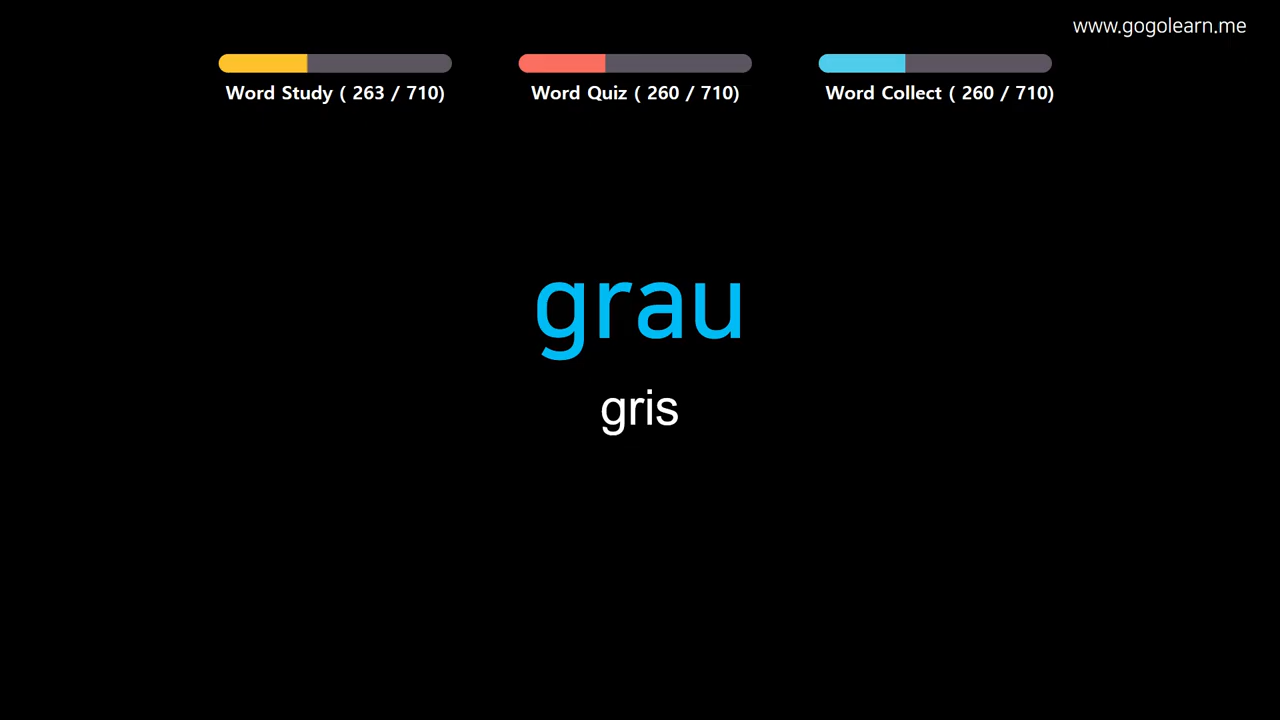 www.gogolearn.me
Word Study ( 263 / 710)
Word Quiz ( 260 / 710)
Word Collect ( 260 / 710)
grau
gris